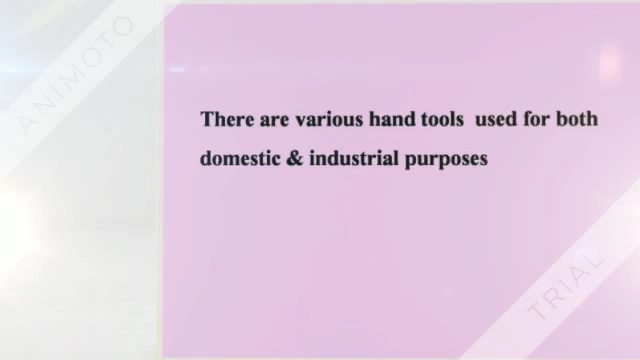 ANIMOTO
There are various hand tools  used for both
domestic & industrial purposes
TRIAL